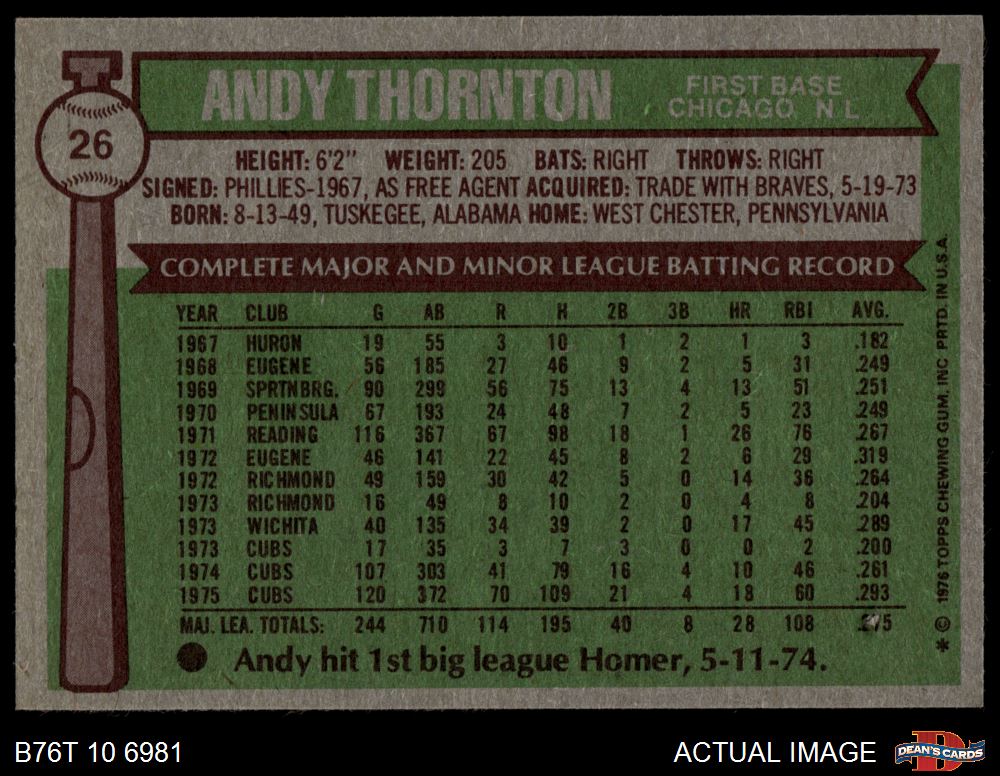 ANDY THORNTON
FIRST BASE
CHICAGO N L
26
HEIGHT: 6'2" WEIGHT: 205 BATS: RIGHT THROWS: RIGHT
SIGNED: PHILLIES-1967, AS FREE AGENT ACQUIRED: TRADE WITH BRAVES, 5-19-73
BORN: 8-13-49, TUSKEGEE, ALABAMA HOME: WEST CHESTER, PENNSYLVANIA
COMPLETE MAJOR AND MINOR LEAGUE BATTING RECORD
YEAR CLUB G AB R H 2B 3B HR RBI AVG.
1967 HURON 19 55 3 10 1 2 1 3 .182
1968 EUGENE 56 185 27 46 9 2 5 31 .249
1969 SPRTNBRG. 90 299 56 75 13 4 13 51 .251
1970 PENINSULA 67 193 24 48 7 2 5 23 .249
1971 READING 116 367 67 98 18 1 26 76 .267
1972 EUGENE 46 141 22 45 8 2 6 29 .319
1972 RICHMOND 49 159 30 42 5 0 14 36 .264
1973 RICHMOND 16 49 8 10 2 0 4 8 .204
1973 WICHITA 40 135 34 39 2 0 17 45 .289
1973 CUBS 17 35 3 7 3 0 0 2 .200
1974 CUBS 107 303 41 79 16 4 10 46 .261
1975 CUBS 120 372 70 109 21 4 18 60 .293
MAJ. LEA. TOTALS: 244 710 114 195 40 8 28 108 .275
Andy hit 1st big league Homer, 5-11-74.
* © 1976 TOPPS CHEWING GUM, INC PRTD. IN U.S.A.
B76T 10 6981
ACTUAL IMAGE
DEAN'S CARDS